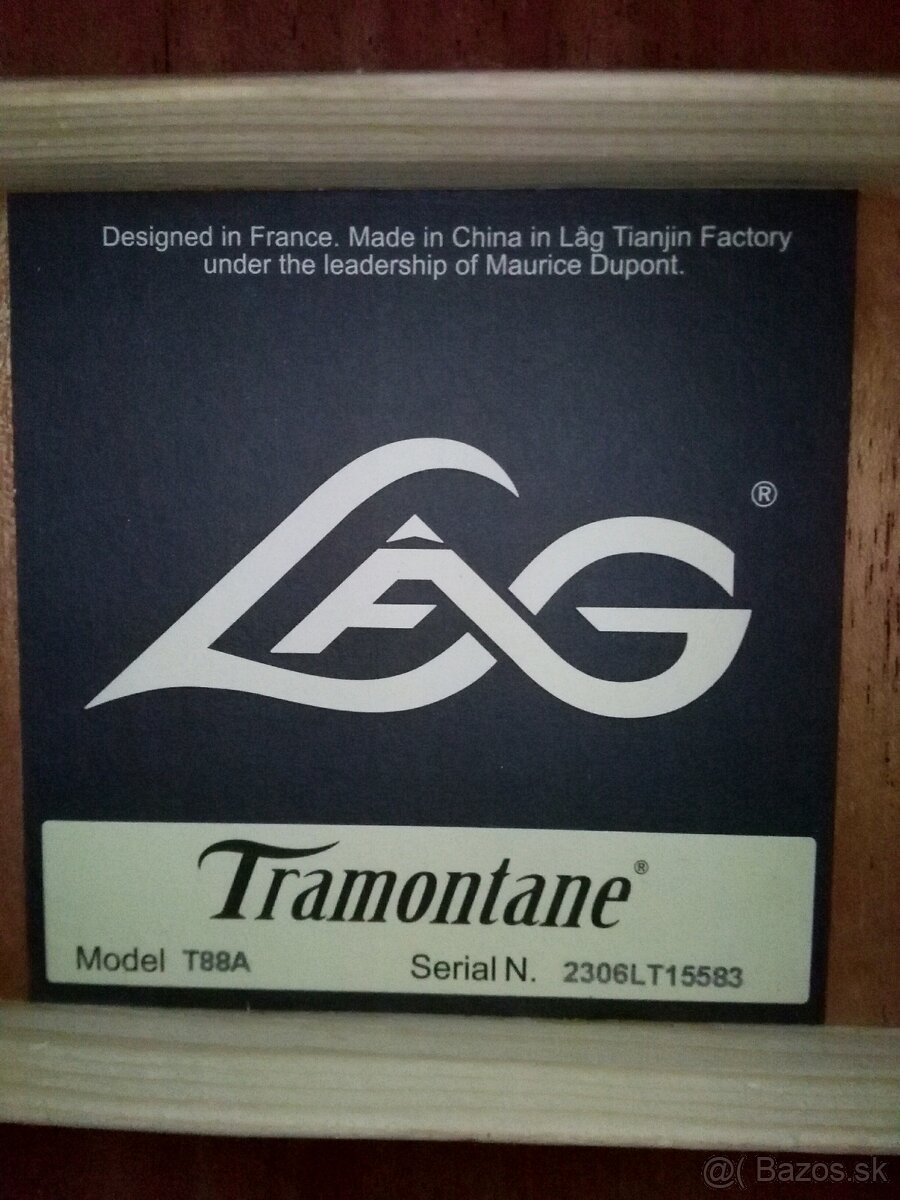 Designed in France. Made in China in Lâg Tianjin Factory
under the leadership of Maurice Dupont.
LÂG ®
Tramontane®
Model T88A Serial N. 2306LT15583
@( Bazos.sk